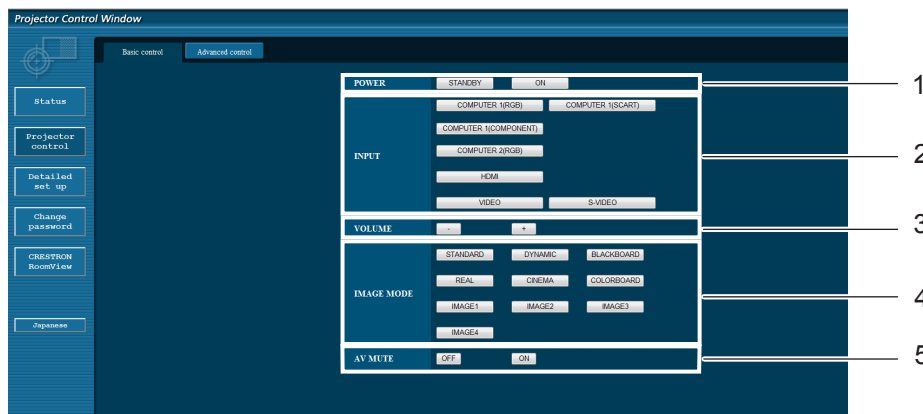 Projector Control Window
Basic control Advanced control
Status
Projector
control
Detailed
set up
Change
password
CRESTRON
RoomView
Japanese
POWER STANDBY ON
INPUT
COMPUTER 1(RGB) COMPUTER 1(SCART)
COMPUTER 1(COMPONENT)
COMPUTER 2(RGB)
HDMI
VIDEO S-VIDEO
VOLUME - +
IMAGE MODE
STANDARD DYNAMIC BLACKBOARD
REAL CINEMA COLORBOARD
IMAGE1 IMAGE2 IMAGE3
IMAGE4
AV MUTE OFF ON
1
2
3
4
5